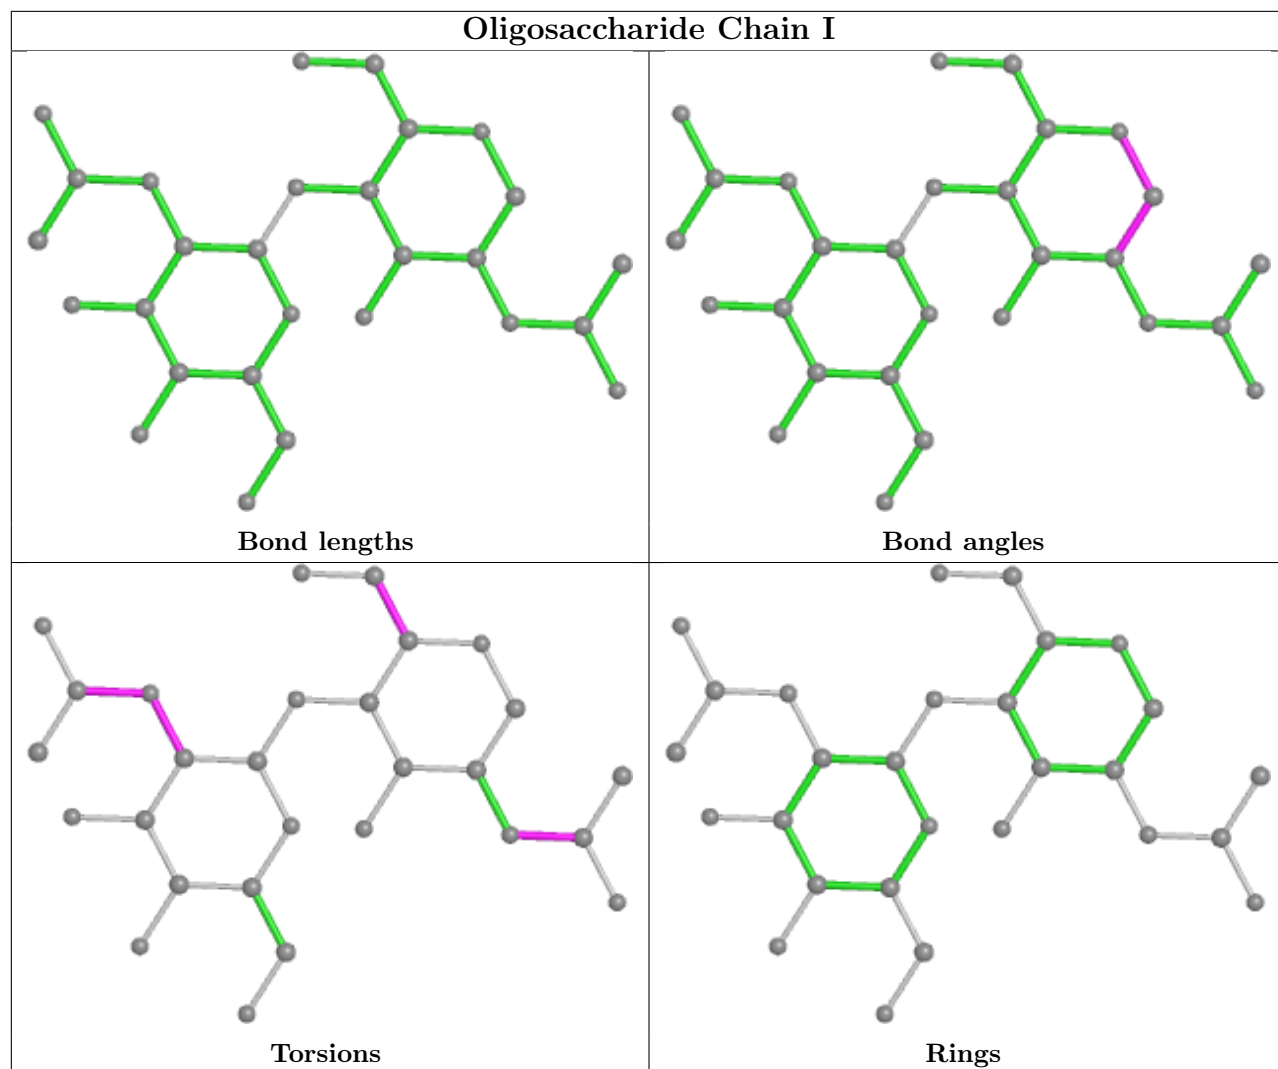 Oligosaccharide Chain I
Bond lengths
Bond angles
Torsions
Rings